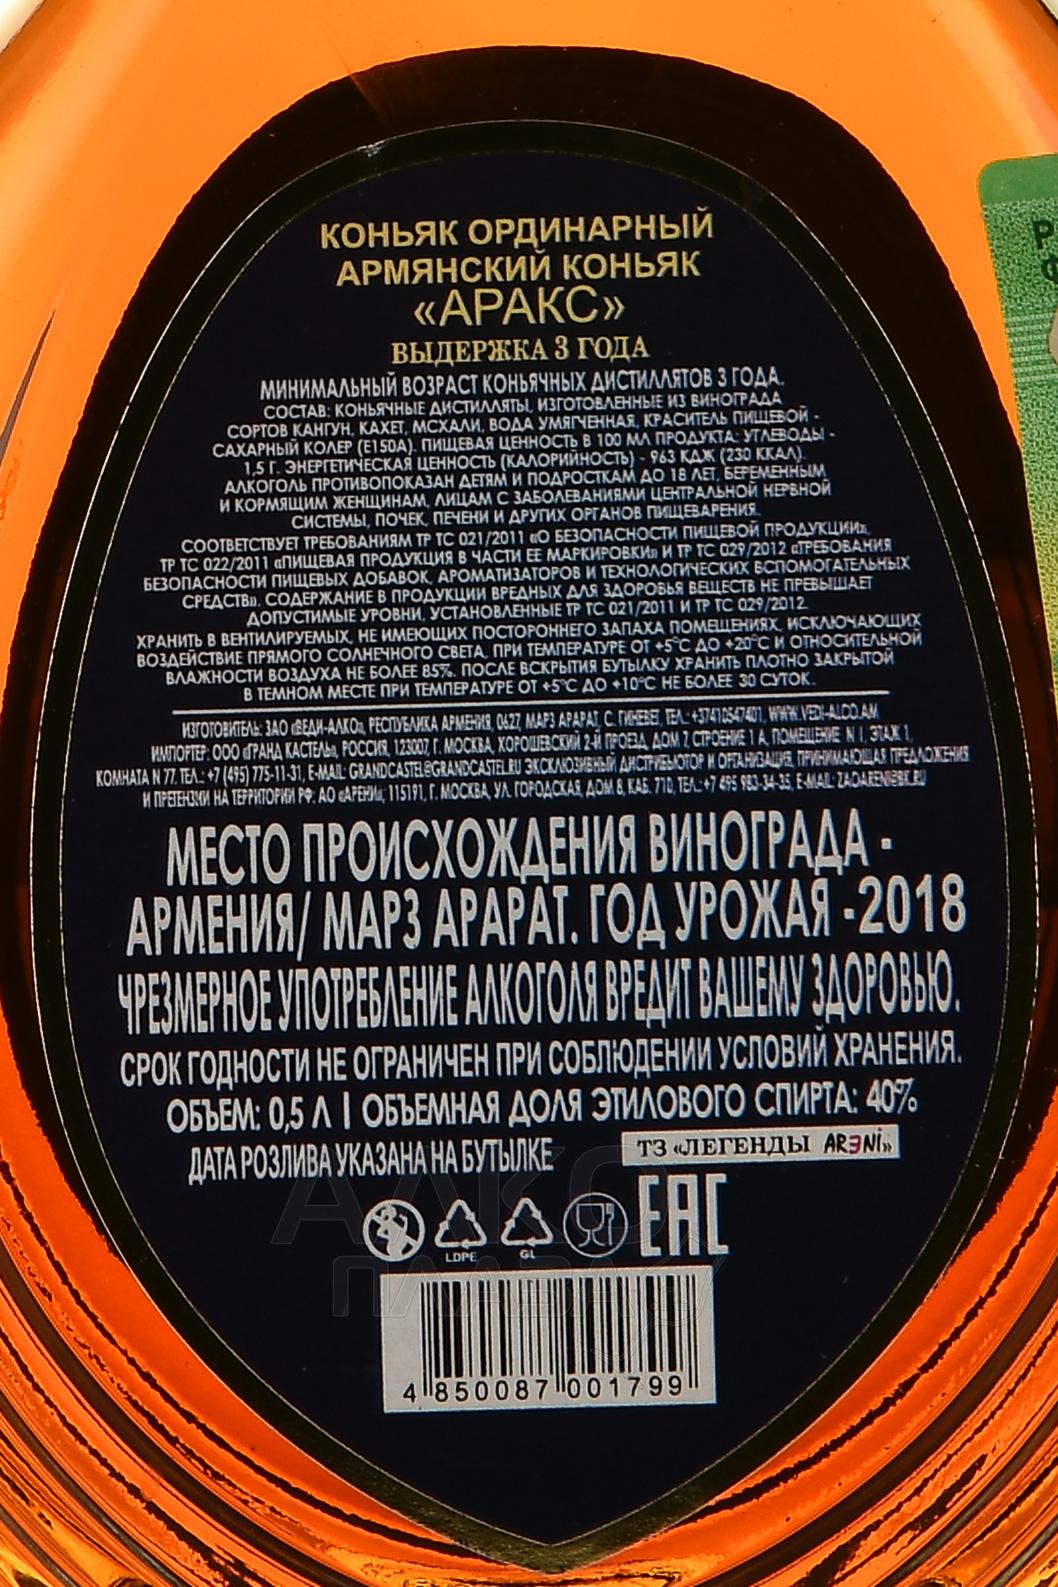 КОНЬЯК ОРДИНАРНЫЙ
АРМЯНСКИЙ КОНЬЯК
«АРАКС»
ВЫДЕРЖКА 3 ГОДА
МИНИМАЛЬНЫЙ ВОЗРАСТ КОНЬЯЧНЫХ ДИСТИЛЛЯТОВ 3 ГОДА.
СОСТАВ: КОНЬЯЧНЫЕ ДИСТИЛЛЯТЫ, ИЗГОТОВЛЕННЫЕ ИЗ ВИНОГРАДА
СОРТОВ КАНГУН, КАХЕТ, МСХАЛИ, ВОДА УМЯГЧЕННАЯ, КРАСИТЕЛЬ ПИЩЕВОЙ -
САХАРНЫЙ КОЛЕР (Е150А). ПИЩЕВАЯ ЦЕННОСТЬ В 100 МЛ ПРОДУКТА: УГЛЕВОДЫ -
1,5 Г. ЭНЕРГЕТИЧЕСКАЯ ЦЕННОСТЬ (КАЛОРИЙНОСТЬ) - 963 КДЖ (230 ККАЛ).
АЛКОГОЛЬ ПРОТИВОПОКАЗАН ДЕТЯМ И ПОДРОСТКАМ ДО 18 ЛЕТ, БЕРЕМЕННЫМ
И КОРМЯЩИМ ЖЕНЩИНАМ, ЛИЦАМ С ЗАБОЛЕВАНИЯМИ ЦЕНТРАЛЬНОЙ НЕРВНОЙ
СИСТЕМЫ, ПОЧЕК, ПЕЧЕНИ И ДРУГИХ ОРГАНОВ ПИЩЕВАРЕНИЯ.
СООТВЕТСТВУЕТ ТРЕБОВАНИЯМ ТР ТС 021/2011 «О БЕЗОПАСНОСТИ ПИЩЕВОЙ ПРОДУКЦИИ»,
ТР ТС 022/2011 «ПИЩЕВАЯ ПРОДУКЦИЯ В ЧАСТИ ЕЕ МАРКИРОВКИ» И ТР ТС 029/2012 «ТРЕБОВАНИЯ
БЕЗОПАСНОСТИ ПИЩЕВЫХ ДОБАВОК, АРОМАТИЗАТОРОВ И ТЕХНОЛОГИЧЕСКИХ ВСПОМОГАТЕЛЬНЫХ
СРЕДСТВ». СОДЕРЖАНИЕ В ПРОДУКЦИИ ВРЕДНЫХ ДЛЯ ЗДОРОВЬЯ ВЕЩЕСТВ НЕ ПРЕВЫШАЕТ
ДОПУСТИМЫЕ УРОВНИ, УСТАНОВЛЕННЫЕ ТР ТС 021/2011 И ТР ТС 029/2012.
ХРАНИТЬ В ВЕНТИЛИРУЕМЫХ, НЕ ИМЕЮЩИХ ПОСТОРОННЕГО ЗАПАХА ПОМЕЩЕНИЯХ, ИСКЛЮЧАЮЩИХ
ВОЗДЕЙСТВИЕ ПРЯМОГО СОЛНЕЧНОГО СВЕТА, ПРИ ТЕМПЕРАТУРЕ ОТ +5°С ДО +20°С И ОТНОСИТЕЛЬНОЙ
ВЛАЖНОСТИ ВОЗДУХА НЕ БОЛЕЕ 85%. ПОСЛЕ ВСКРЫТИЯ БУТЫЛКУ ХРАНИТЬ ПЛОТНО ЗАКРЫТОЙ
В ТЕМНОМ МЕСТЕ ПРИ ТЕМПЕРАТУРЕ ОТ +5°С ДО +10°С НЕ БОЛЕЕ 30 СУТОК.
ИЗГОТОВИТЕЛЬ: ЗАО «ВЕДИ-АЛКО», РЕСПУБЛИКА АРМЕНИЯ, 0627, МАРЗ АРАРАТ, С. ГИНЕВЕТ, ТЕЛ.: +37410547401, WWW.VEDI-ALCO.AM
ИМПОРТЕР: ООО «ГРАНД КАСТЕЛЬ», РОССИЯ, 123007, Г. МОСКВА, ХОРОШЕВСКИЙ 2-Й ПРОЕЗД, ДОМ 7, СТРОЕНИЕ 1 А, ПОМЕЩЕНИЕ N I, ЭТАЖ 1,
КОМНАТА N 77. ТЕЛ.: +7 (495) 775-11-31, E-MAIL: GRANDCASTEL@GRANDCASTEL.RU ЭКСКЛЮЗИВНЫЙ ДИСТРИБЬЮТОР И ОРГАНИЗАЦИЯ, ПРИНИМАЮЩАЯ ПРЕДЛОЖЕНИЯ
И ПРЕТЕНЗИИ НА ТЕРРИТОРИИ РФ: АО «АРЕНИ», 115191, Г. МОСКВА, УЛ. ГОРОДСКАЯ, ДОМ 8, КАБ. 710, ТЕЛ.: +7 495 983-34-35, E-MAIL: ZAOARENI@BK.RU
МЕСТО ПРОИСХОЖДЕНИЯ ВИНОГРАДА -
АРМЕНИЯ/ МАРЗ АРАРАТ. ГОД УРОЖАЯ -2018
ЧРЕЗМЕРНОЕ УПОТРЕБЛЕНИЕ АЛКОГОЛЯ ВРЕДИТ ВАШЕМУ ЗДОРОВЬЮ.
СРОК ГОДНОСТИ НЕ ОГРАНИЧЕН ПРИ СОБЛЮДЕНИИ УСЛОВИЙ ХРАНЕНИЯ.
ОБЪЕМ: 0,5 Л | ОБЪЕМНАЯ ДОЛЯ ЭТИЛОВОГО СПИРТА: 40%
ДАТА РОЗЛИВА УКАЗАНА НА БУТЫЛКЕ
ТЗ «ЛЕГЕНДЫ ARЭNi»
LDPE GL EAC
АЛКО
ПЛАЗА
4 850087 001799